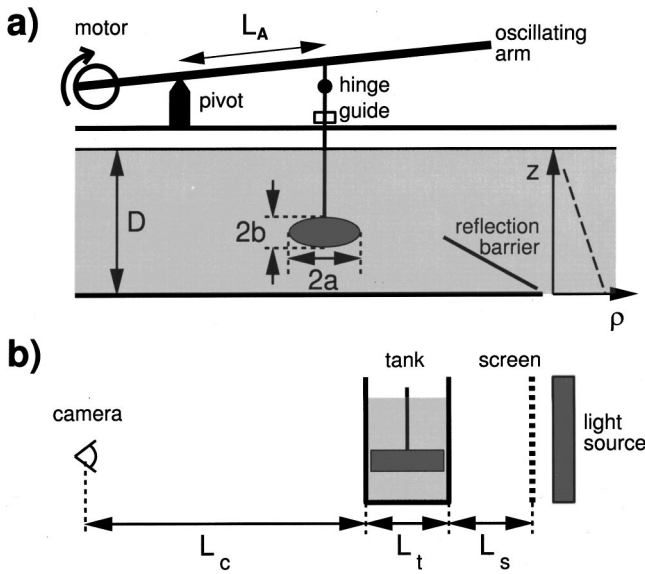 a)
motor
L_A
oscillating
arm
hinge
pivot
guide
z
D
2b
reflection
barrier
2a
ρ
b)
tank
screen
camera
light
source
L_c
L_t
L_s